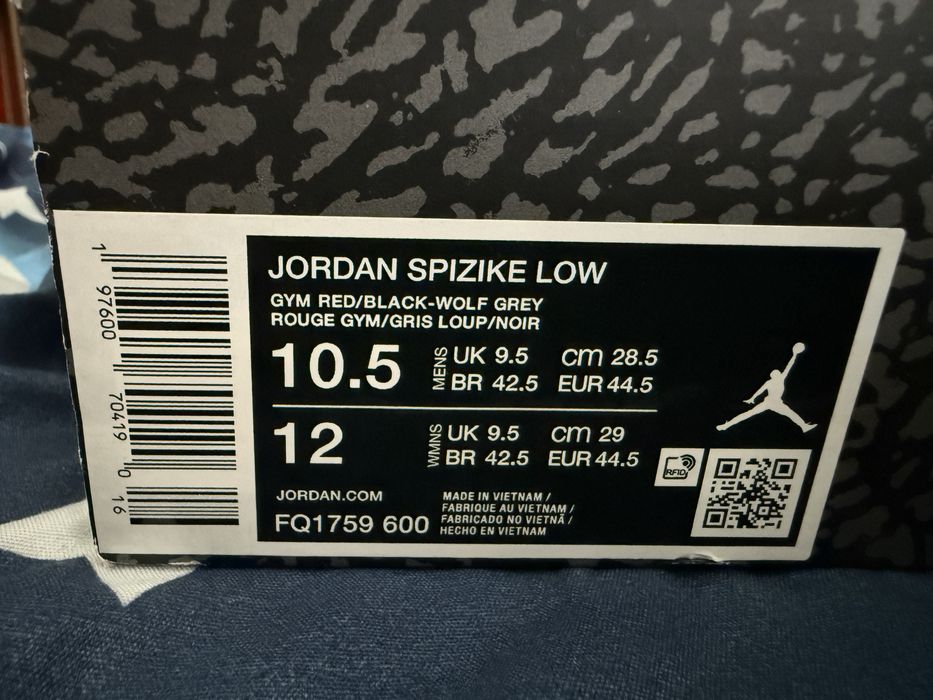 1 97600 70419 0 16
JORDAN SPIZIKE LOW
GYM RED/BLACK-WOLF GREY
ROUGE GYM/GRIS LOUP/NOIR
10.5 MENS UK 9.5 cm 28.5
BR 42.5 EUR 44.5
12 WMNS UK 9.5 cm 29
BR 42.5 EUR 44.5
RFID
JORDAN.COM
FQ1759 600
MADE IN VIETNAM /
FABRIQUE AU VIETNAM /
FABRICADO NO VIETNÃ /
HECHO EN VIETNAM